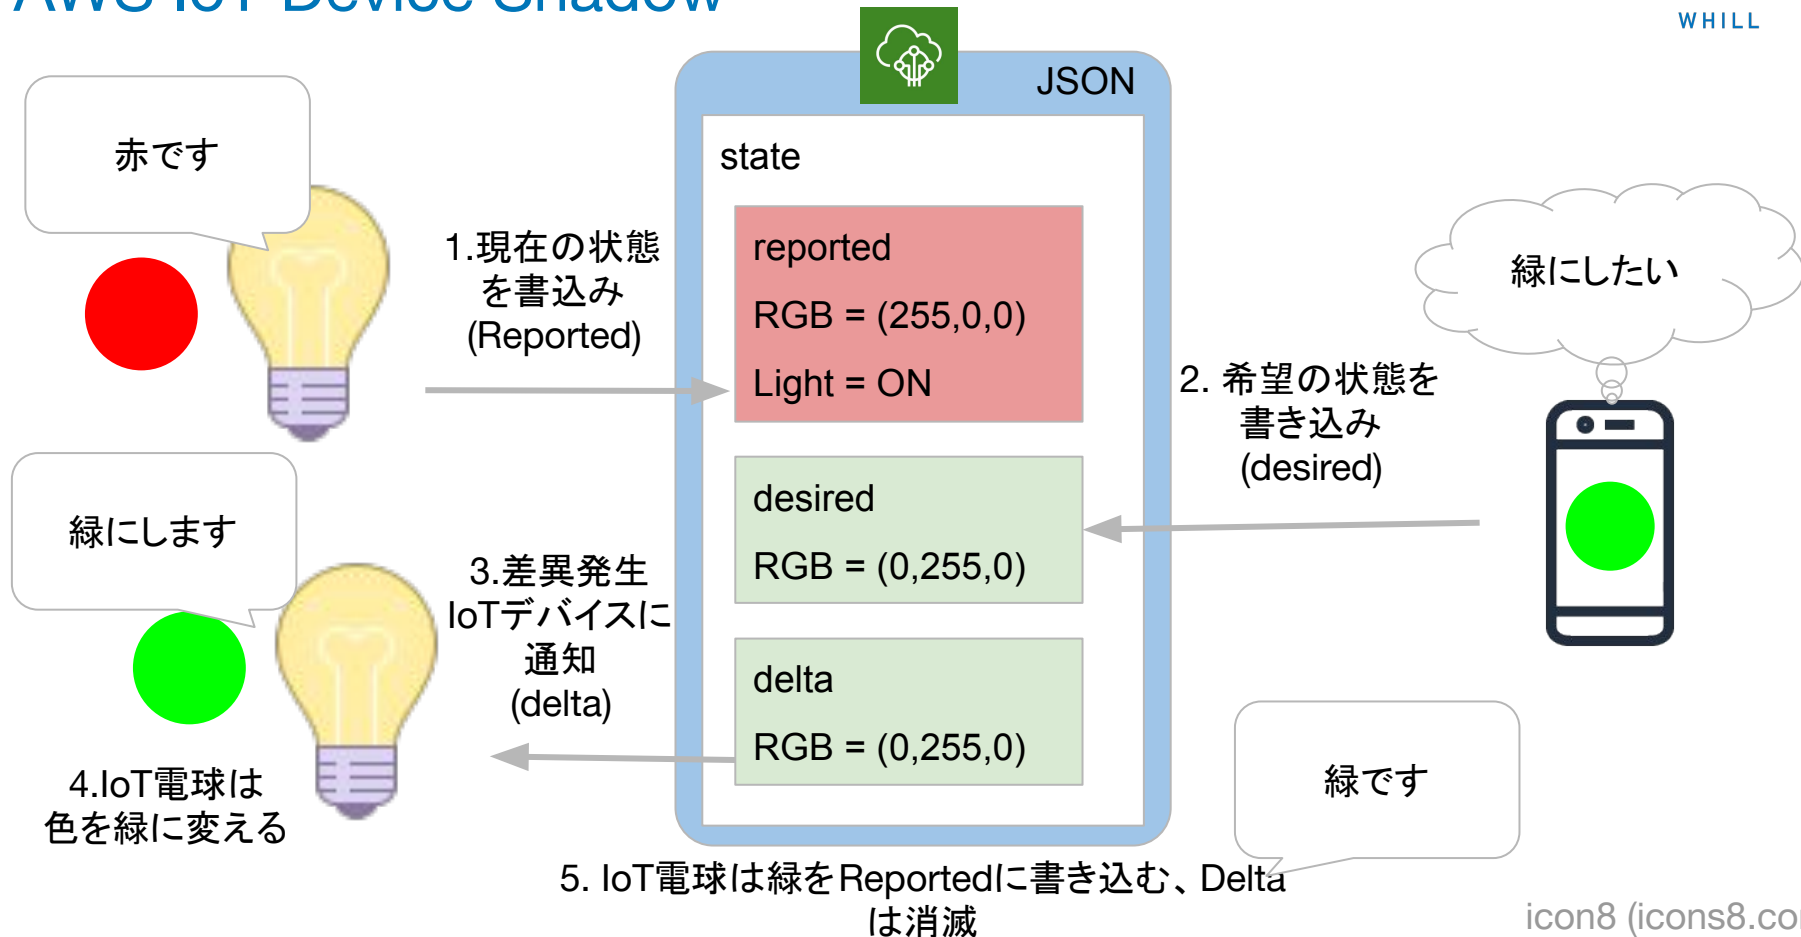 AWS IoT Device Shadow
WHILL
JSON
赤です
state
1.現在の状態
を書込み
(Reported)
reported
RGB = (255,0,0)
Light = ON
緑にしたい
2. 希望の状態を
書き込み
(desired)
緑にします
desired
RGB = (0,255,0)
3.差異発生
IoTデバイスに
通知
(delta)
delta
RGB = (0,255,0)
4.IoT電球は
色を緑に変える
緑です
5. IoT電球は緑をReportedに書き込む、Delta
は消滅
icon8 (icons8.com